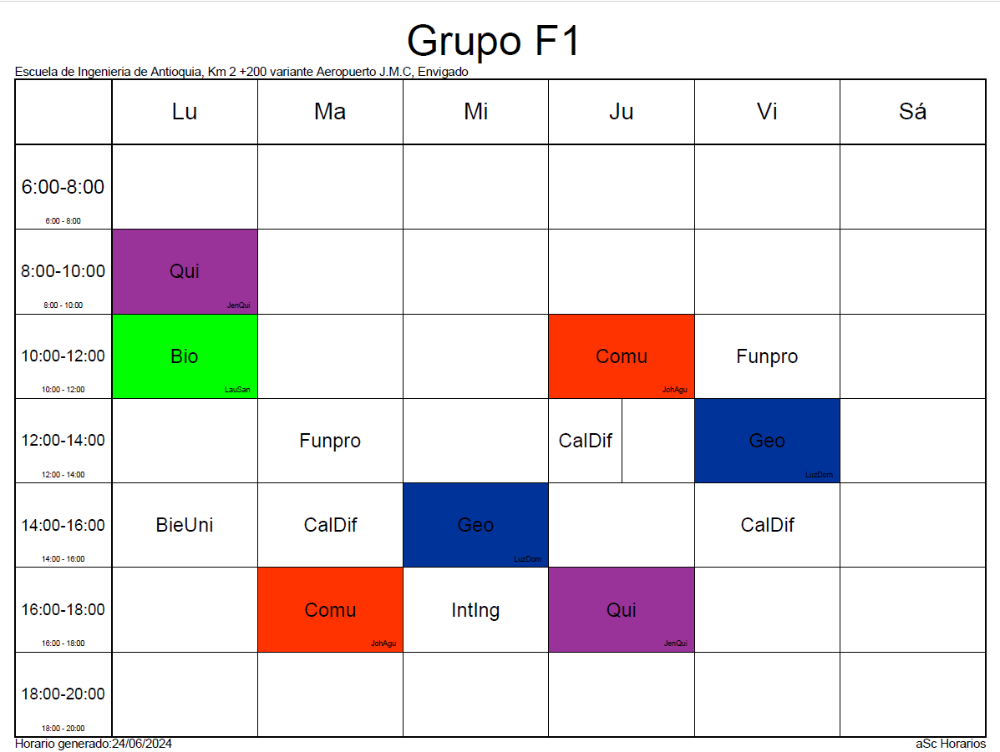 Grupo F1
Escuela de Ingenieria de Antioquia, Km 2 +200 variante Aeropuerto J.M.C, Envigado
Lu Ma Mi Ju Vi Sá
6:00-8:00
6:00 - 8:00
8:00-10:00 Qui
8:00 - 10:00 JenQui
10:00-12:00 Bio Comu Funpro
10:00 - 12:00 LauSan JohAgu
12:00-14:00 Funpro CalDif Geo
12:00 - 14:00 LuzDom
14:00-16:00 BieUni CalDif Geo CalDif
14:00 - 16:00 LuzDom
16:00-18:00 Comu IntIng Qui
16:00 - 18:00 JohAgu JenQui
18:00-20:00
18:00 - 20:00
Horario generado:24/06/2024 aSc Horarios